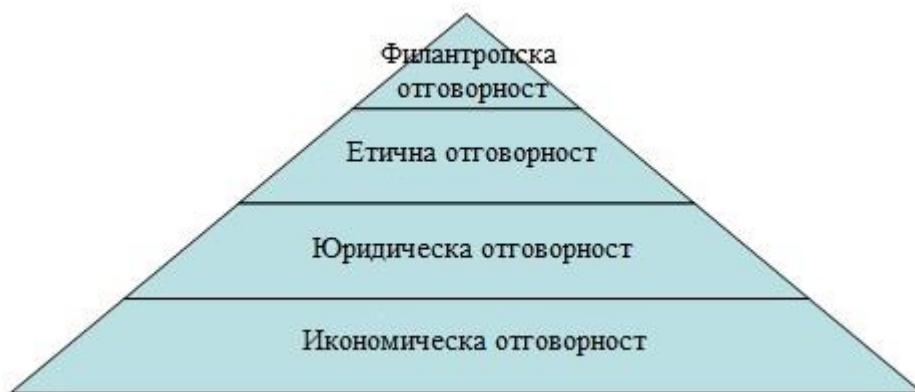 Филантропска
отговорност
Етична отговорност
Юридическа отговорност
Икономическа отговорност